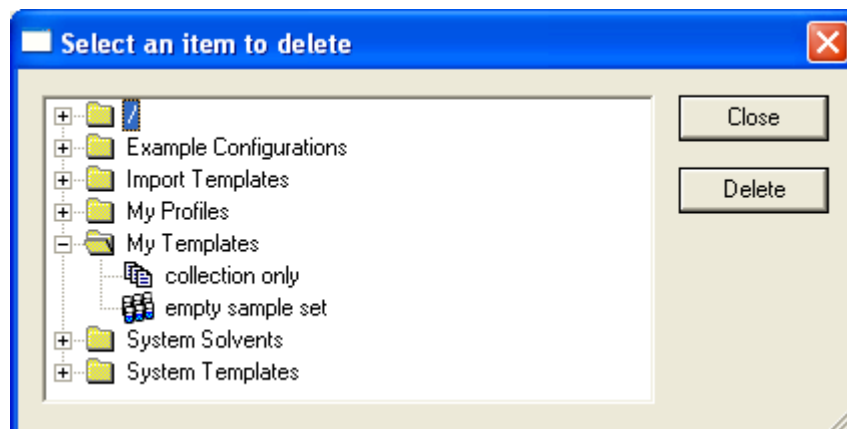 Select an item to delete
/
Example Configurations
Import Templates
My Profiles
My Templates
collection only
empty sample set
System Solvents
System Templates
Close
Delete